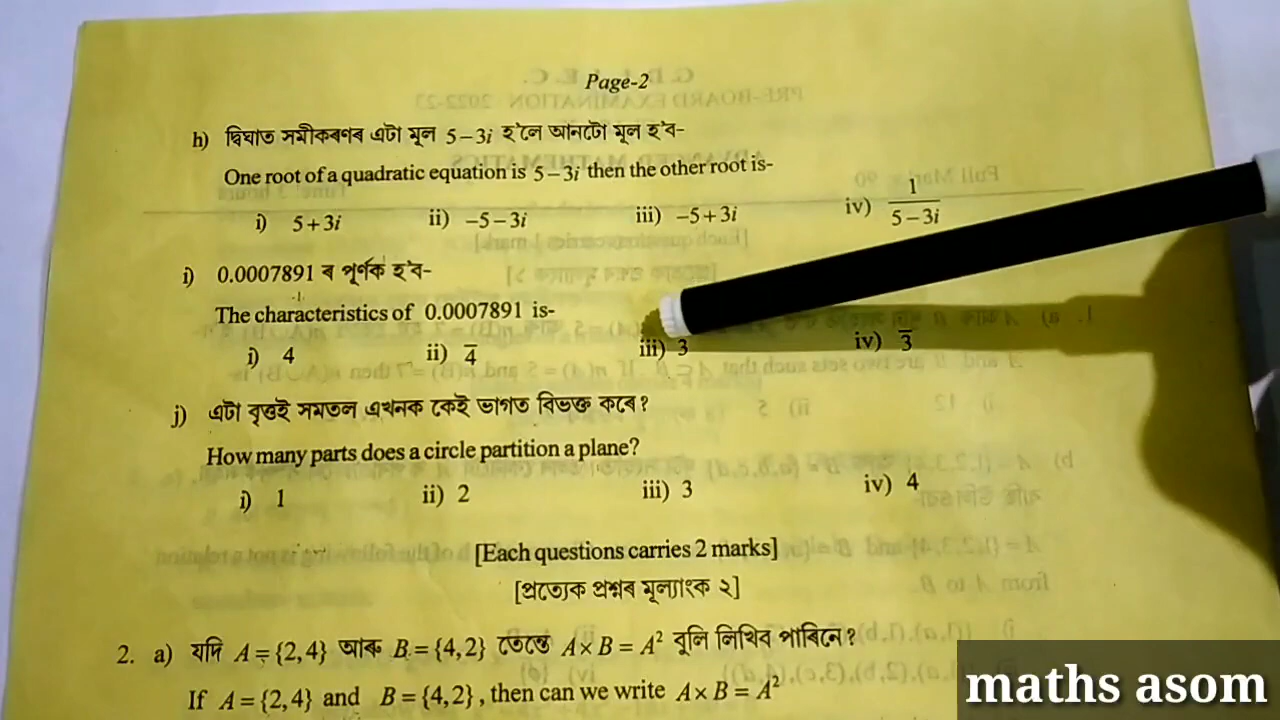 Page-2
h) দ্বিঘাত সমীকৰণৰ এটা মূল 5−3i হ'লে আনটো মূল হ'ব-
One root of a quadratic equation is 5−3i then the other root is-
i) 5+3i ii) −5−3i iii) −5+3i iv) 1/(5−3i)
i) 0.0007891 ৰ পূৰ্ণক হ'ব-
The characteristics of 0.0007891 is-
i) 4 ii) 4̅ iii) 3 iv) 3̅
j) এটা বৃত্তই সমতল এখনক কেই ভাগত বিভক্ত কৰে?
How many parts does a circle partition a plane?
i) 1 ii) 2 iii) 3 iv) 4
[Each questions carries 2 marks]
[প্ৰত্যেক প্ৰশ্নৰ মূল্যাংক ২]
2. a) যদি A={2,4} আৰু B={4,2} তেন্তে A×B=A² বুলি লিখিব পাৰিনে?
If A={2,4} and B={4,2}, then can we write A×B=A²
maths asom